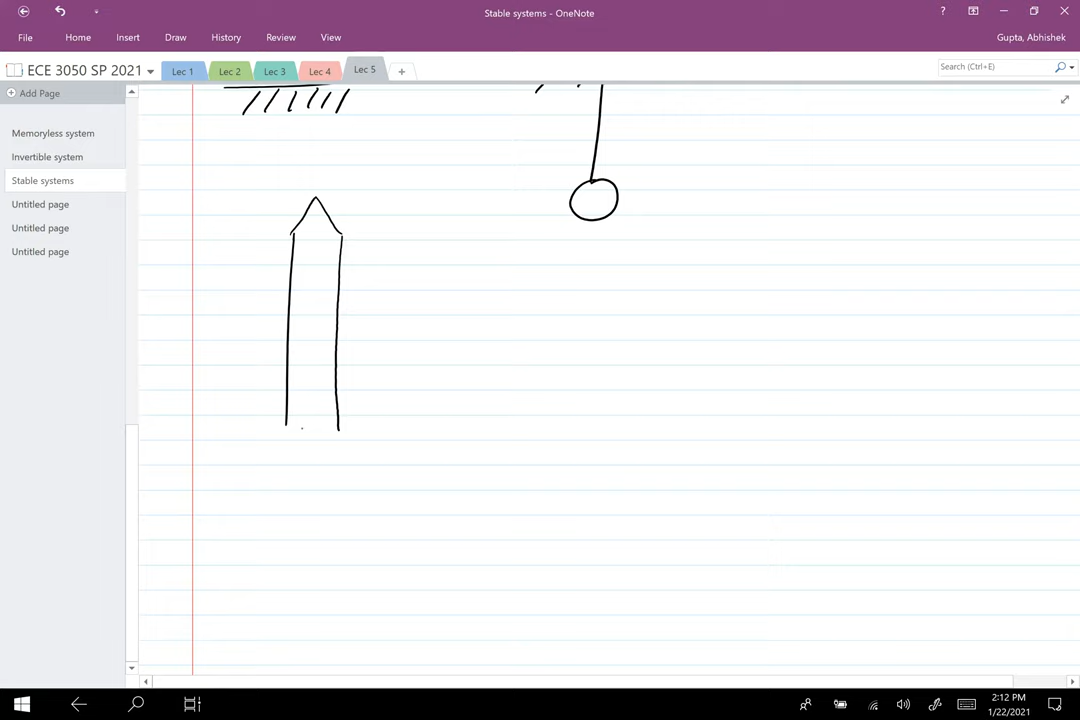 Stable systems - OneNote
File Home Insert Draw History Review View
Gupta, Abhishek
ECE 3050 SP 2021
Lec 1 Lec 2 Lec 3 Lec 4 Lec 5
Search (Ctrl+E)
Add Page
Memoryless system
Invertible system
Stable systems
Untitled page
Untitled page
Untitled page
2:12 PM
1/22/2021